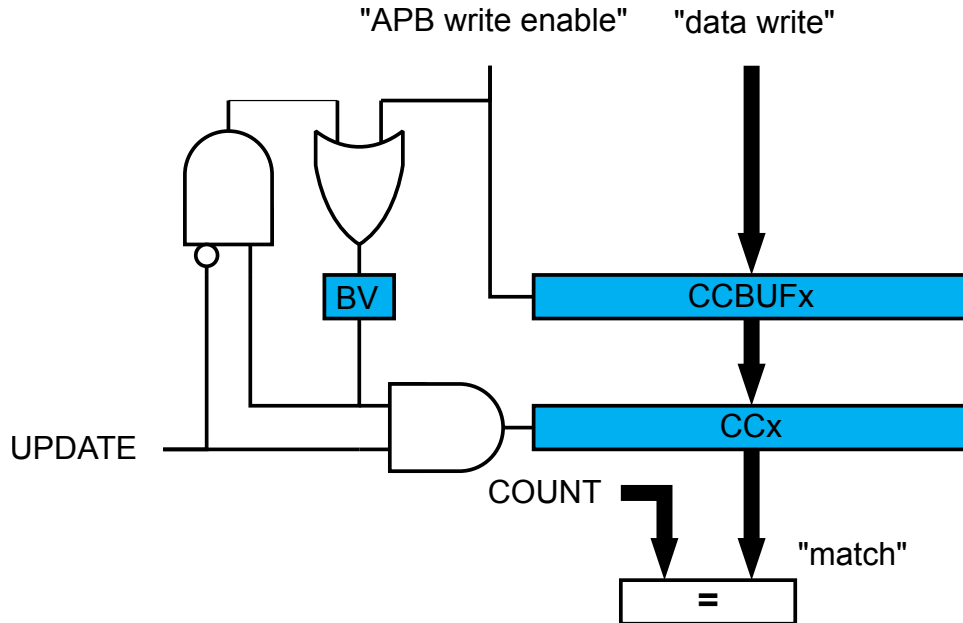 "APB write enable"
"data write"
BV
CCBUFx
CCx
UPDATE
COUNT
"match"
=